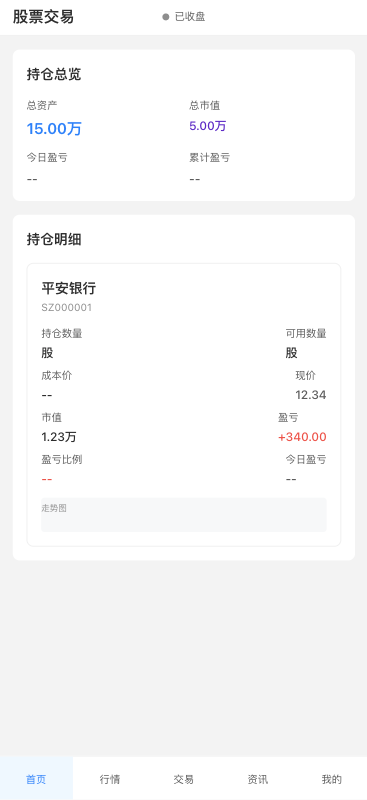 股票交易
已收盘
持仓总览
总资产 总市值
15.00万 5.00万
今日盈亏 累计盈亏
-- --
持仓明细
平安银行
SZ000001
持仓数量 可用数量
股 股
成本价 现价
-- 12.34
市值 盈亏
1.23万 +340.00
盈亏比例 今日盈亏
-- --
走势图
首页 行情 交易 资讯 我的